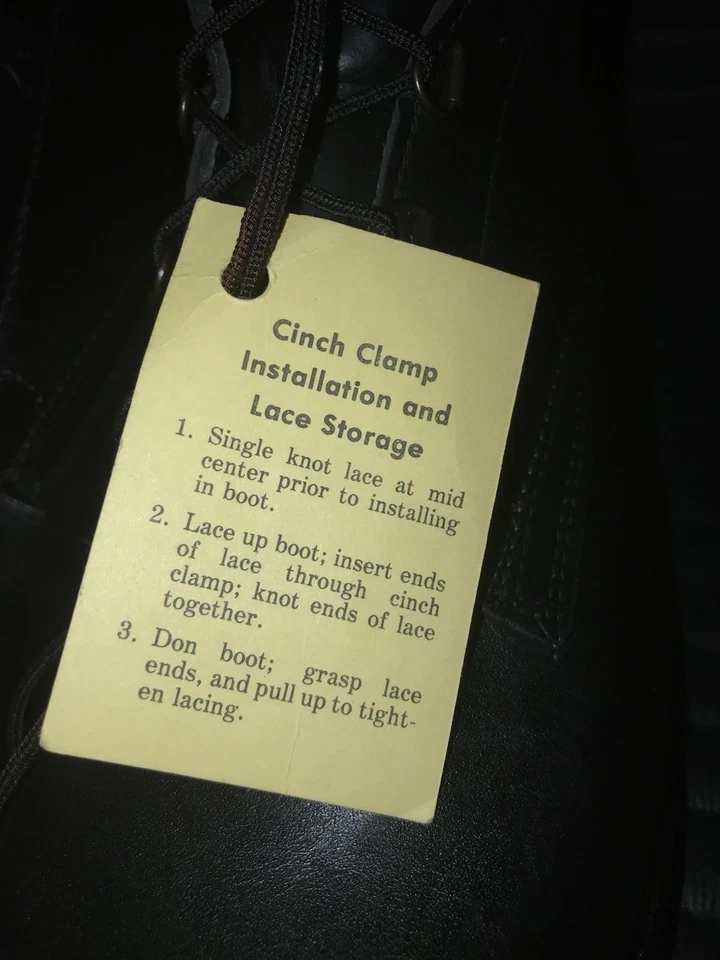 Cinch Clamp
Installation and
Lace Storage
1. Single knot lace at mid
center prior to installing
in boot.
2. Lace up boot; insert ends
of lace through cinch
clamp; knot ends of lace
together.
3. Don boot; grasp lace
ends, and pull up to tight-
en lacing.